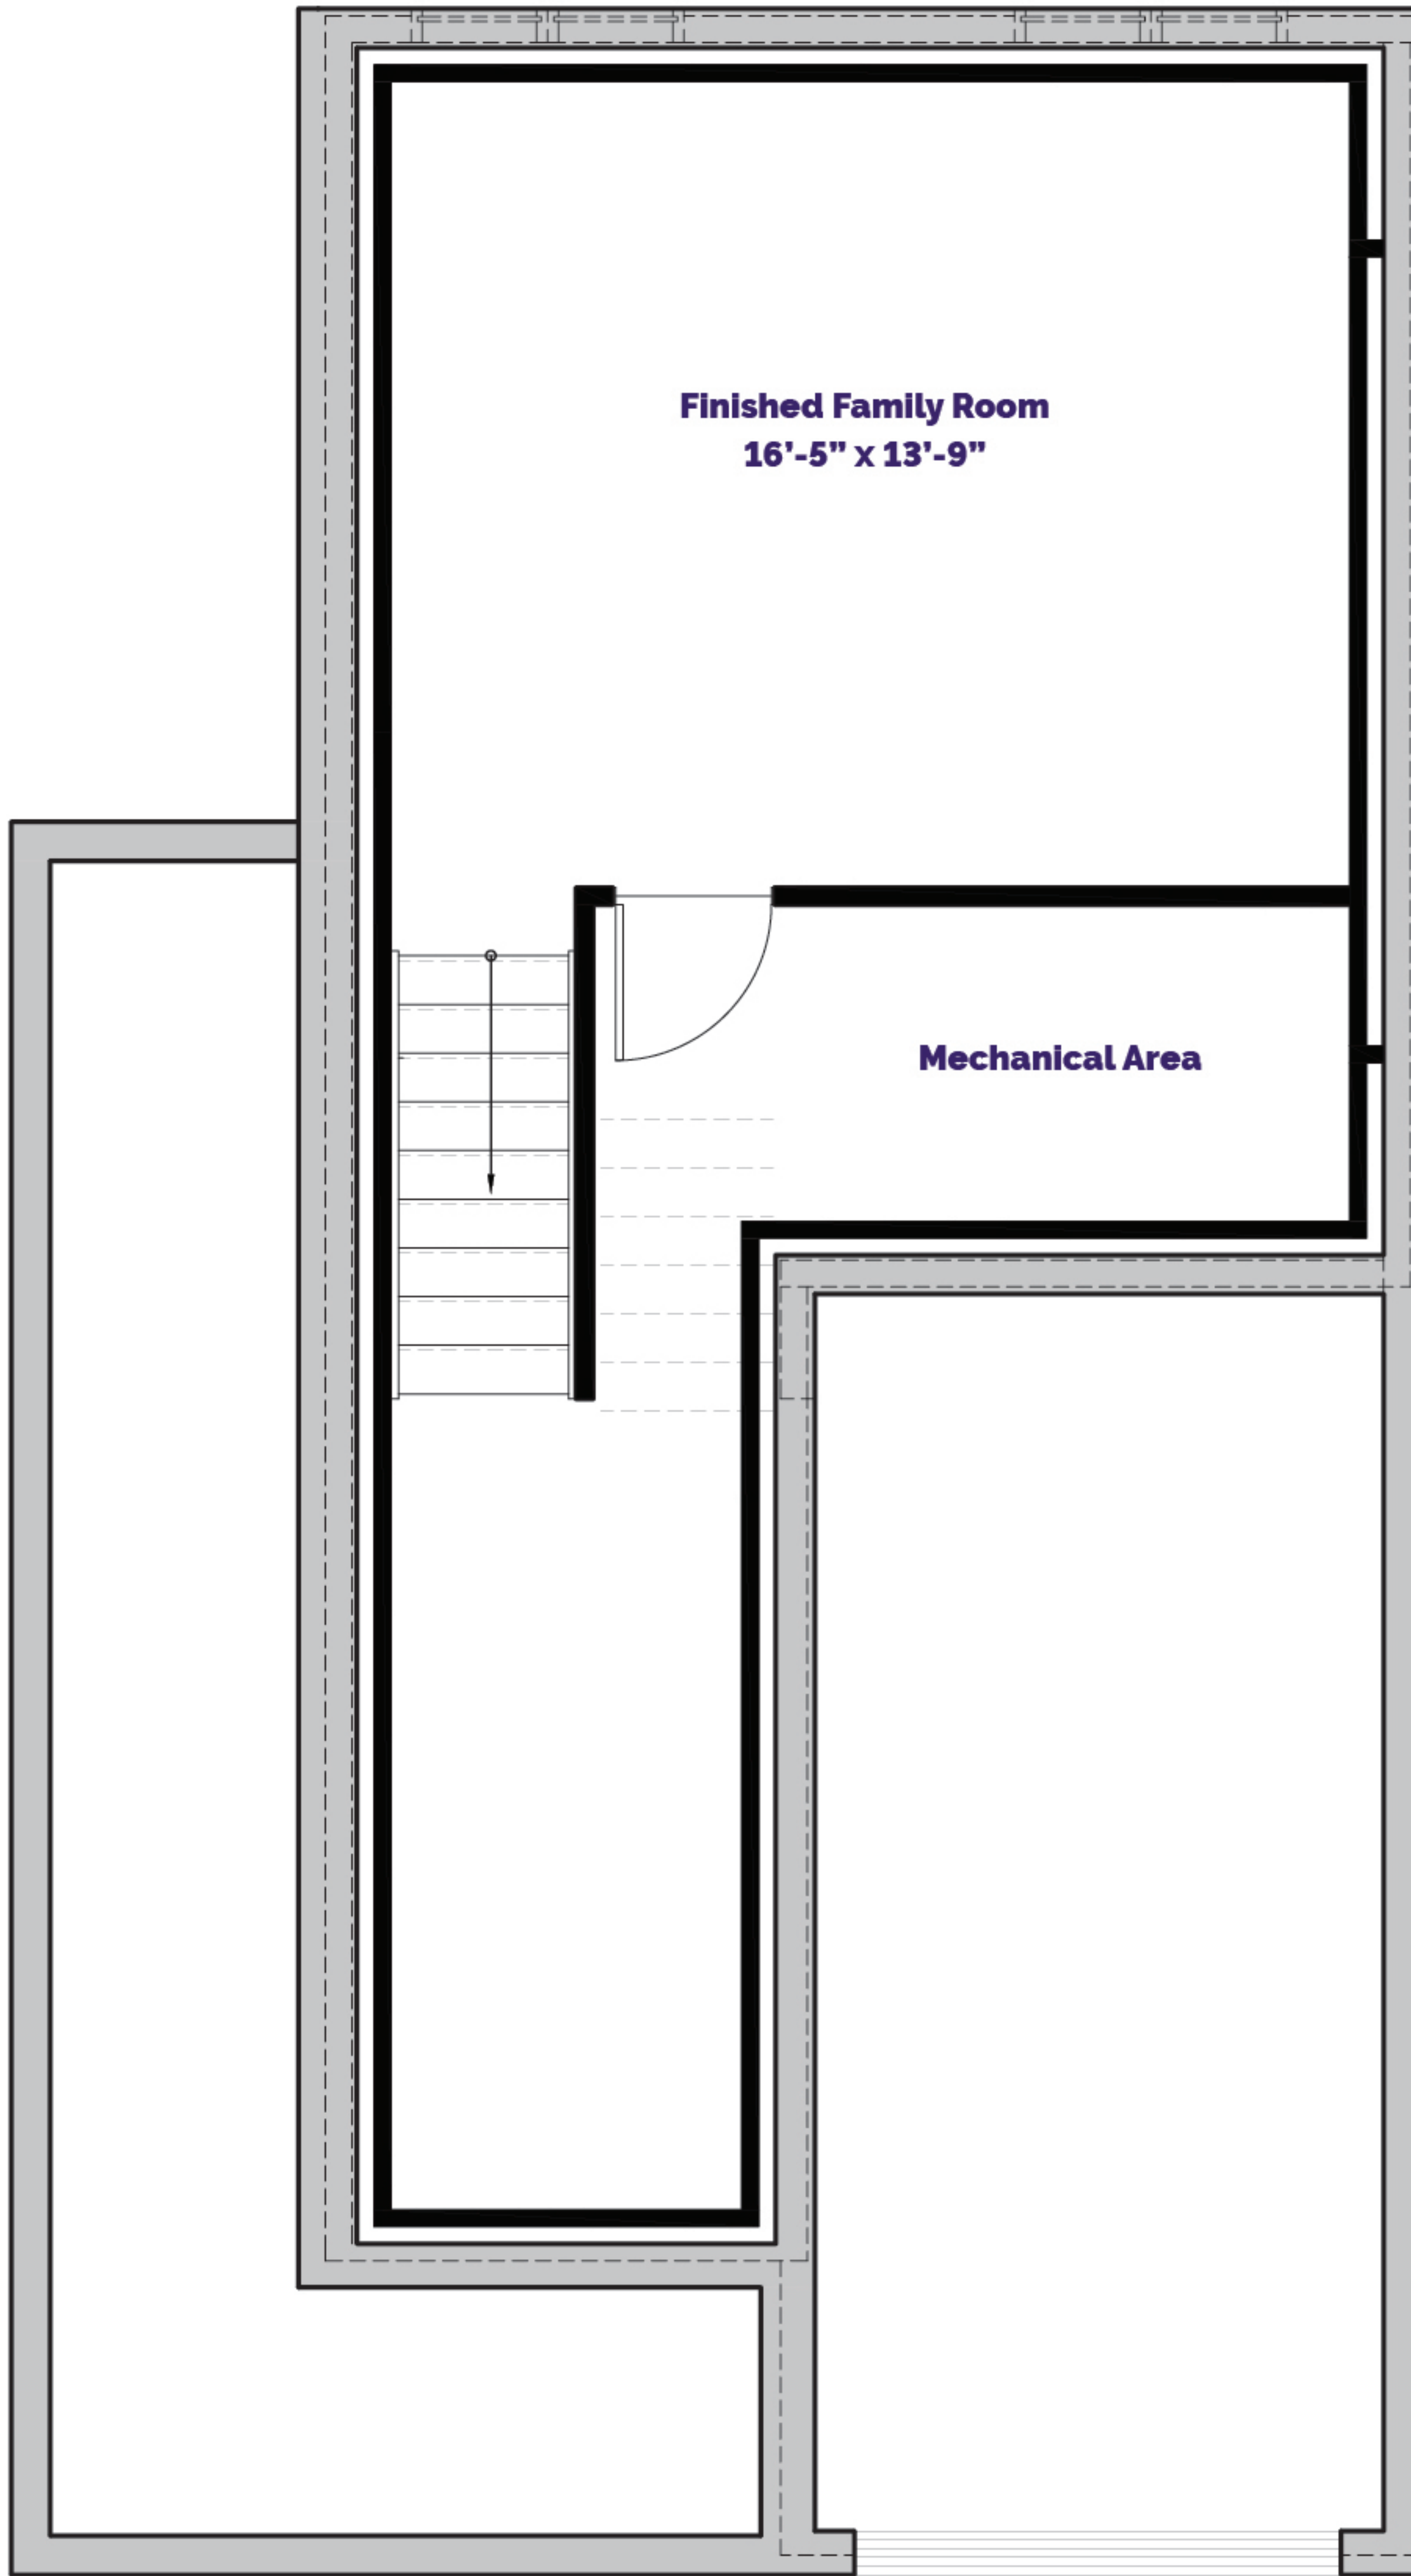 Finished Family Room
16’-5” x 13’-9”
Mechanical Area